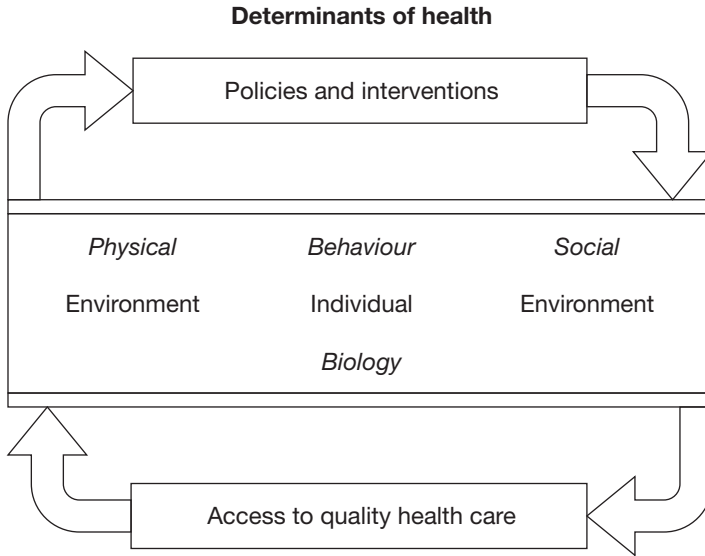 Determinants of health
Policies and interventions
Physical Behaviour Social
Environment Individual Environment
Biology
Access to quality health care